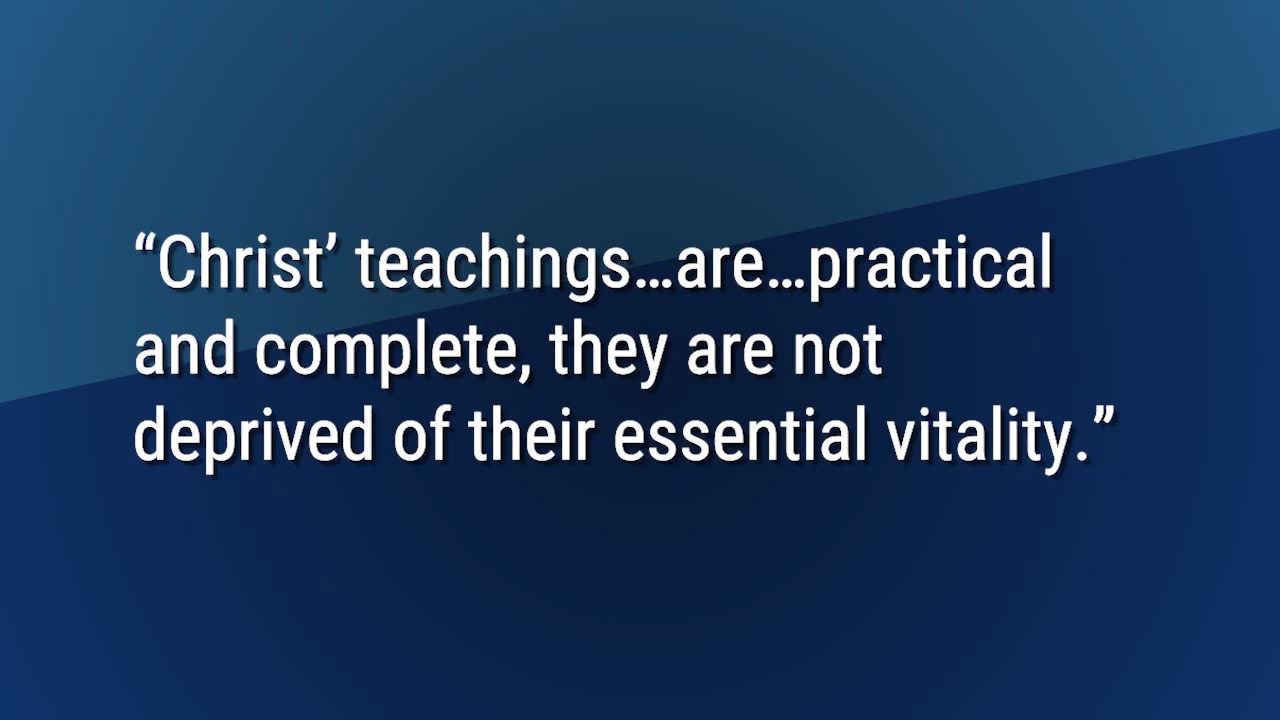 “Christ’ teachings…are…practical
and complete, they are not
deprived of their essential vitality.”